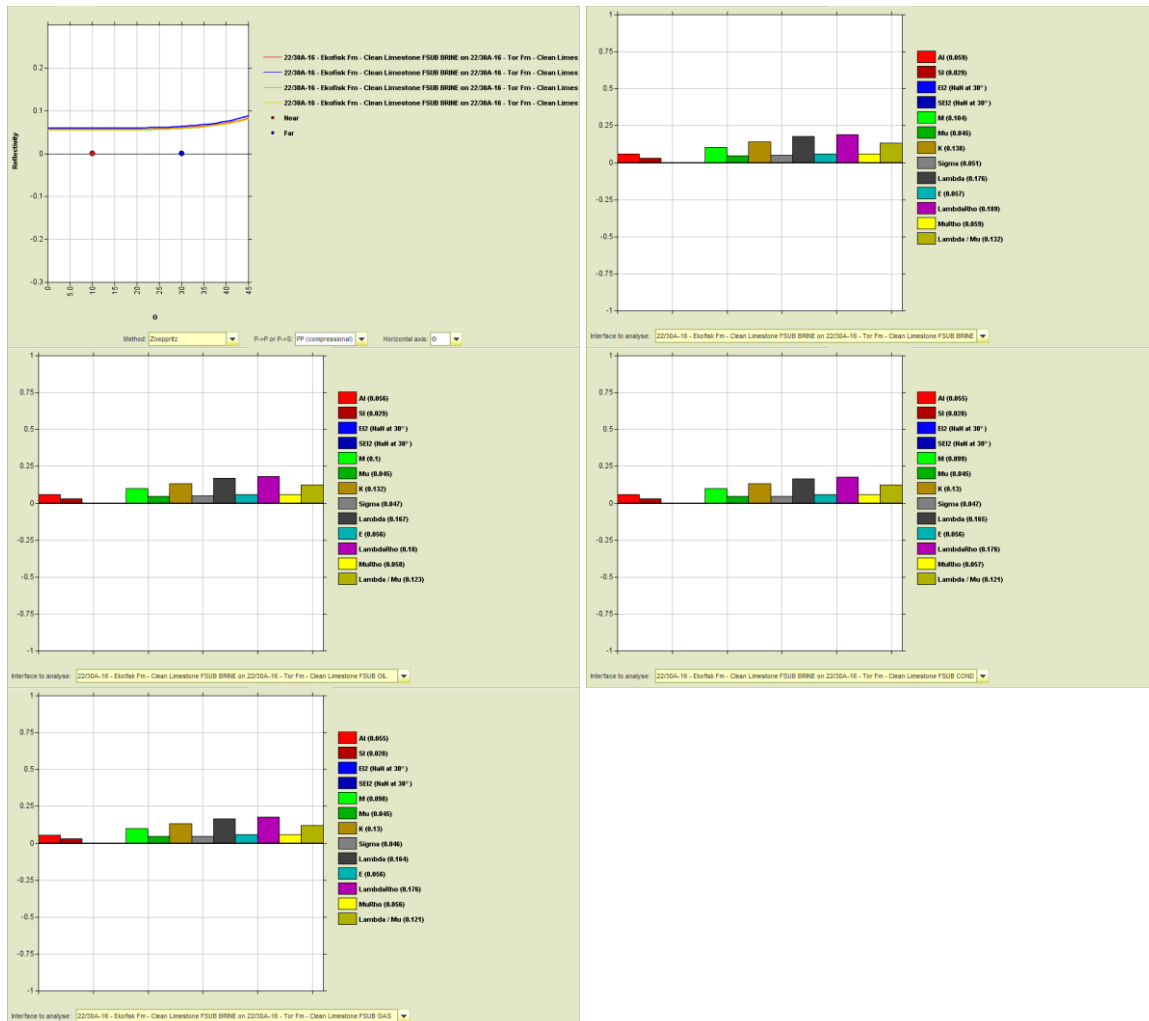 0.2
0.1
0
-0.1
-0.2
-0.3
Reflectivity
0 5.0 10 15 20 25 30 35 40 45
Θ
22/30A-16 - Ekofisk Fm - Clean Limestone FSUB BRINE on 22/30A-16 - Tor Fm - Clean Limes
22/30A-16 - Ekofisk Fm - Clean Limestone FSUB BRINE on 22/30A-16 - Tor Fm - Clean Limes
22/30A-16 - Ekofisk Fm - Clean Limestone FSUB BRINE on 22/30A-16 - Tor Fm - Clean Limes
22/30A-16 - Ekofisk Fm - Clean Limestone FSUB BRINE on 22/30A-16 - Tor Fm - Clean Limes
Near
Far
Method: Zoeppritz P->P or P->S: PP (compressional) Horizontal axis: Θ
1
0.75
0.5
0.25
0
-0.25
-0.5
-0.75
-1
AI (0.059)
SI (0.029)
EI2 (NaN at 30°)
SEI2 (NaN at 30°)
M (0.104)
Mu (0.045)
K (0.138)
Sigma (0.051)
Lambda (0.176)
E (0.057)
LambdaRho (0.189)
MuRho (0.059)
Lambda / Mu (0.132)
Interface to analyse: 22/30A-16 - Ekofisk Fm - Clean Limestone FSUB BRINE on 22/30A-16 - Tor Fm - Clean Limestone FSUB BRINE
1
0.75
0.5
0.25
0
-0.25
-0.5
-0.75
-1
AI (0.056)
SI (0.029)
EI2 (NaN at 30°)
SEI2 (NaN at 30°)
M (0.1)
Mu (0.045)
K (0.132)
Sigma (0.047)
Lambda (0.167)
E (0.056)
LambdaRho (0.18)
MuRho (0.058)
Lambda / Mu (0.123)
Interface to analyse: 22/30A-16 - Ekofisk Fm - Clean Limestone FSUB BRINE on 22/30A-16 - Tor Fm - Clean Limestone FSUB OIL
1
0.75
0.5
0.25
0
-0.25
-0.5
-0.75
-1
AI (0.055)
SI (0.028)
EI2 (NaN at 30°)
SEI2 (NaN at 30°)
M (0.099)
Mu (0.045)
K (0.13)
Sigma (0.047)
Lambda (0.165)
E (0.056)
LambdaRho (0.176)
MuRho (0.057)
Lambda / Mu (0.121)
Interface to analyse: 22/30A-16 - Ekofisk Fm - Clean Limestone FSUB BRINE on 22/30A-16 - Tor Fm - Clean Limestone FSUB COND
1
0.75
0.5
0.25
0
-0.25
-0.5
-0.75
-1
AI (0.055)
SI (0.028)
EI2 (NaN at 30°)
SEI2 (NaN at 30°)
M (0.098)
Mu (0.045)
K (0.13)
Sigma (0.046)
Lambda (0.164)
E (0.056)
LambdaRho (0.176)
MuRho (0.056)
Lambda / Mu (0.121)
Interface to analyse: 22/30A-16 - Ekofisk Fm - Clean Limestone FSUB BRINE on 22/30A-16 - Tor Fm - Clean Limestone FSUB GAS